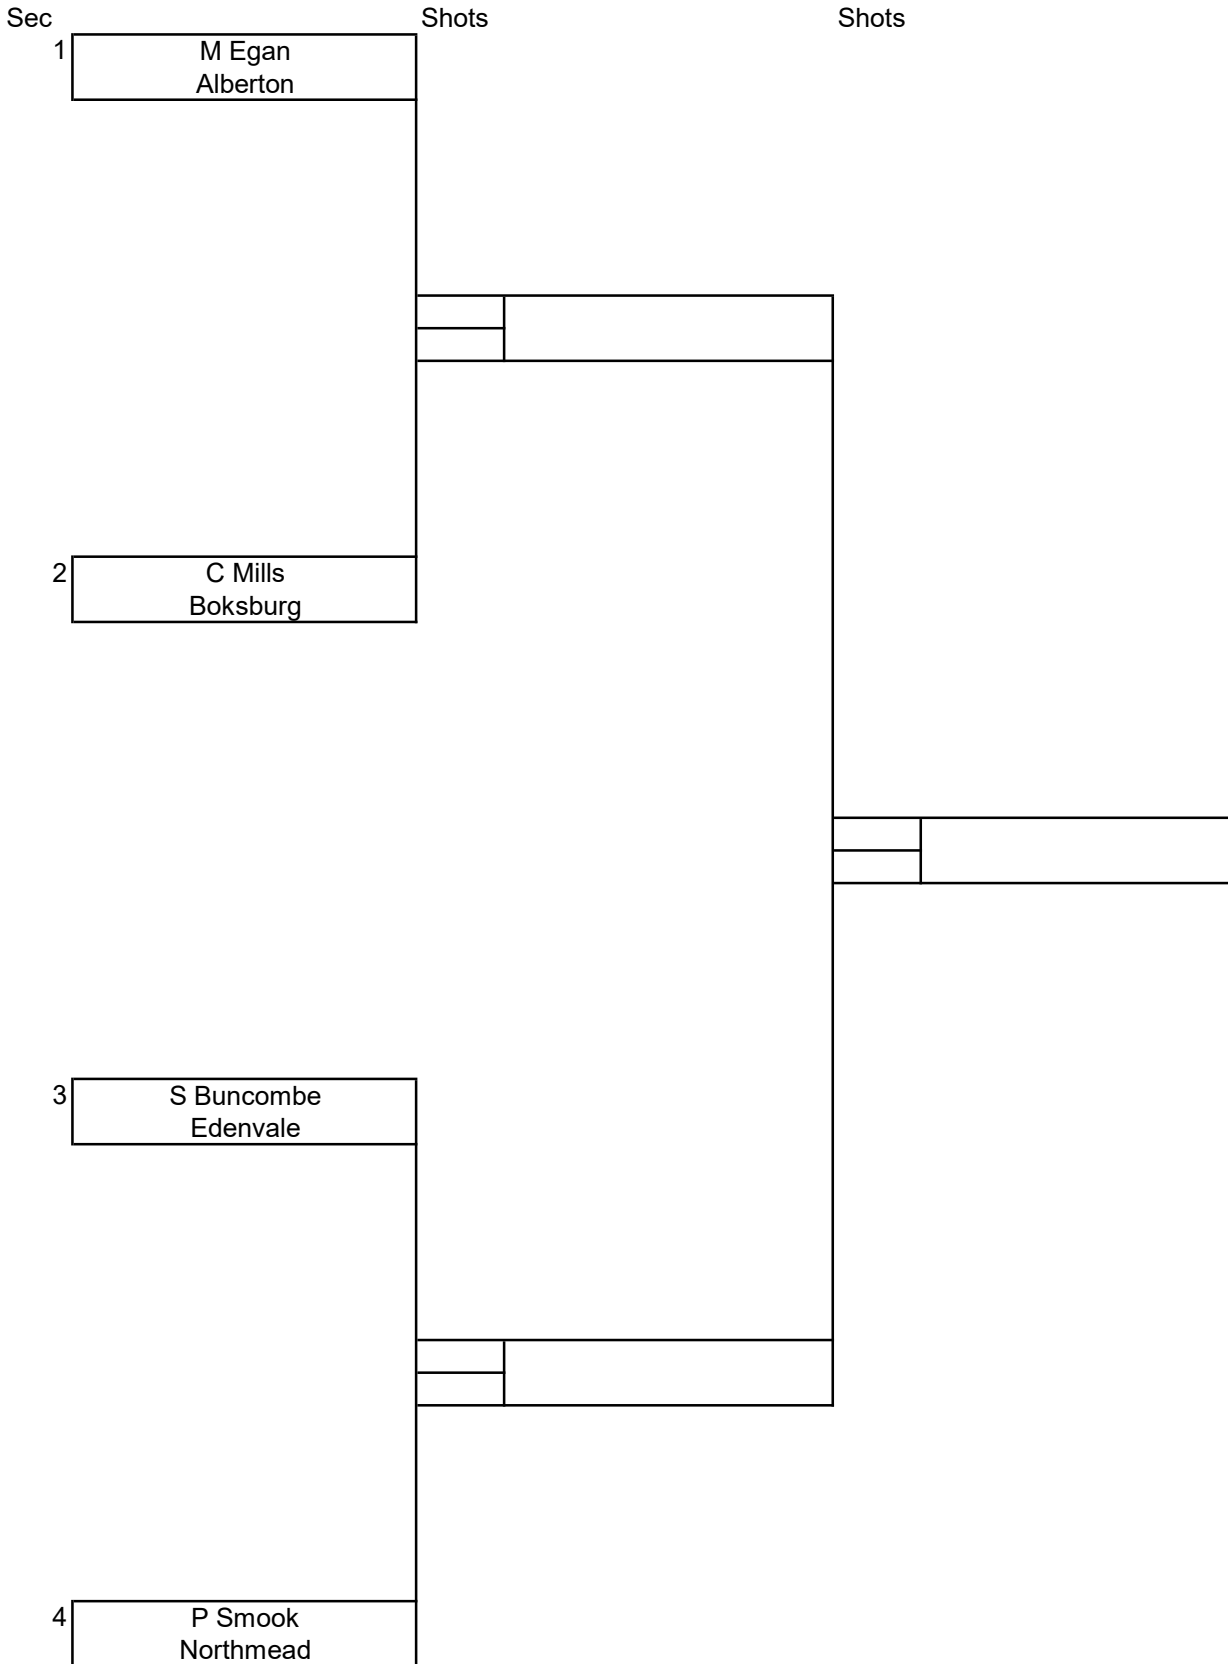 Sec Shots Shots
1 M Egan
Alberton
2 C Mills
Boksburg
3 S Buncombe
Edenvale
4 P Smook
Northmead